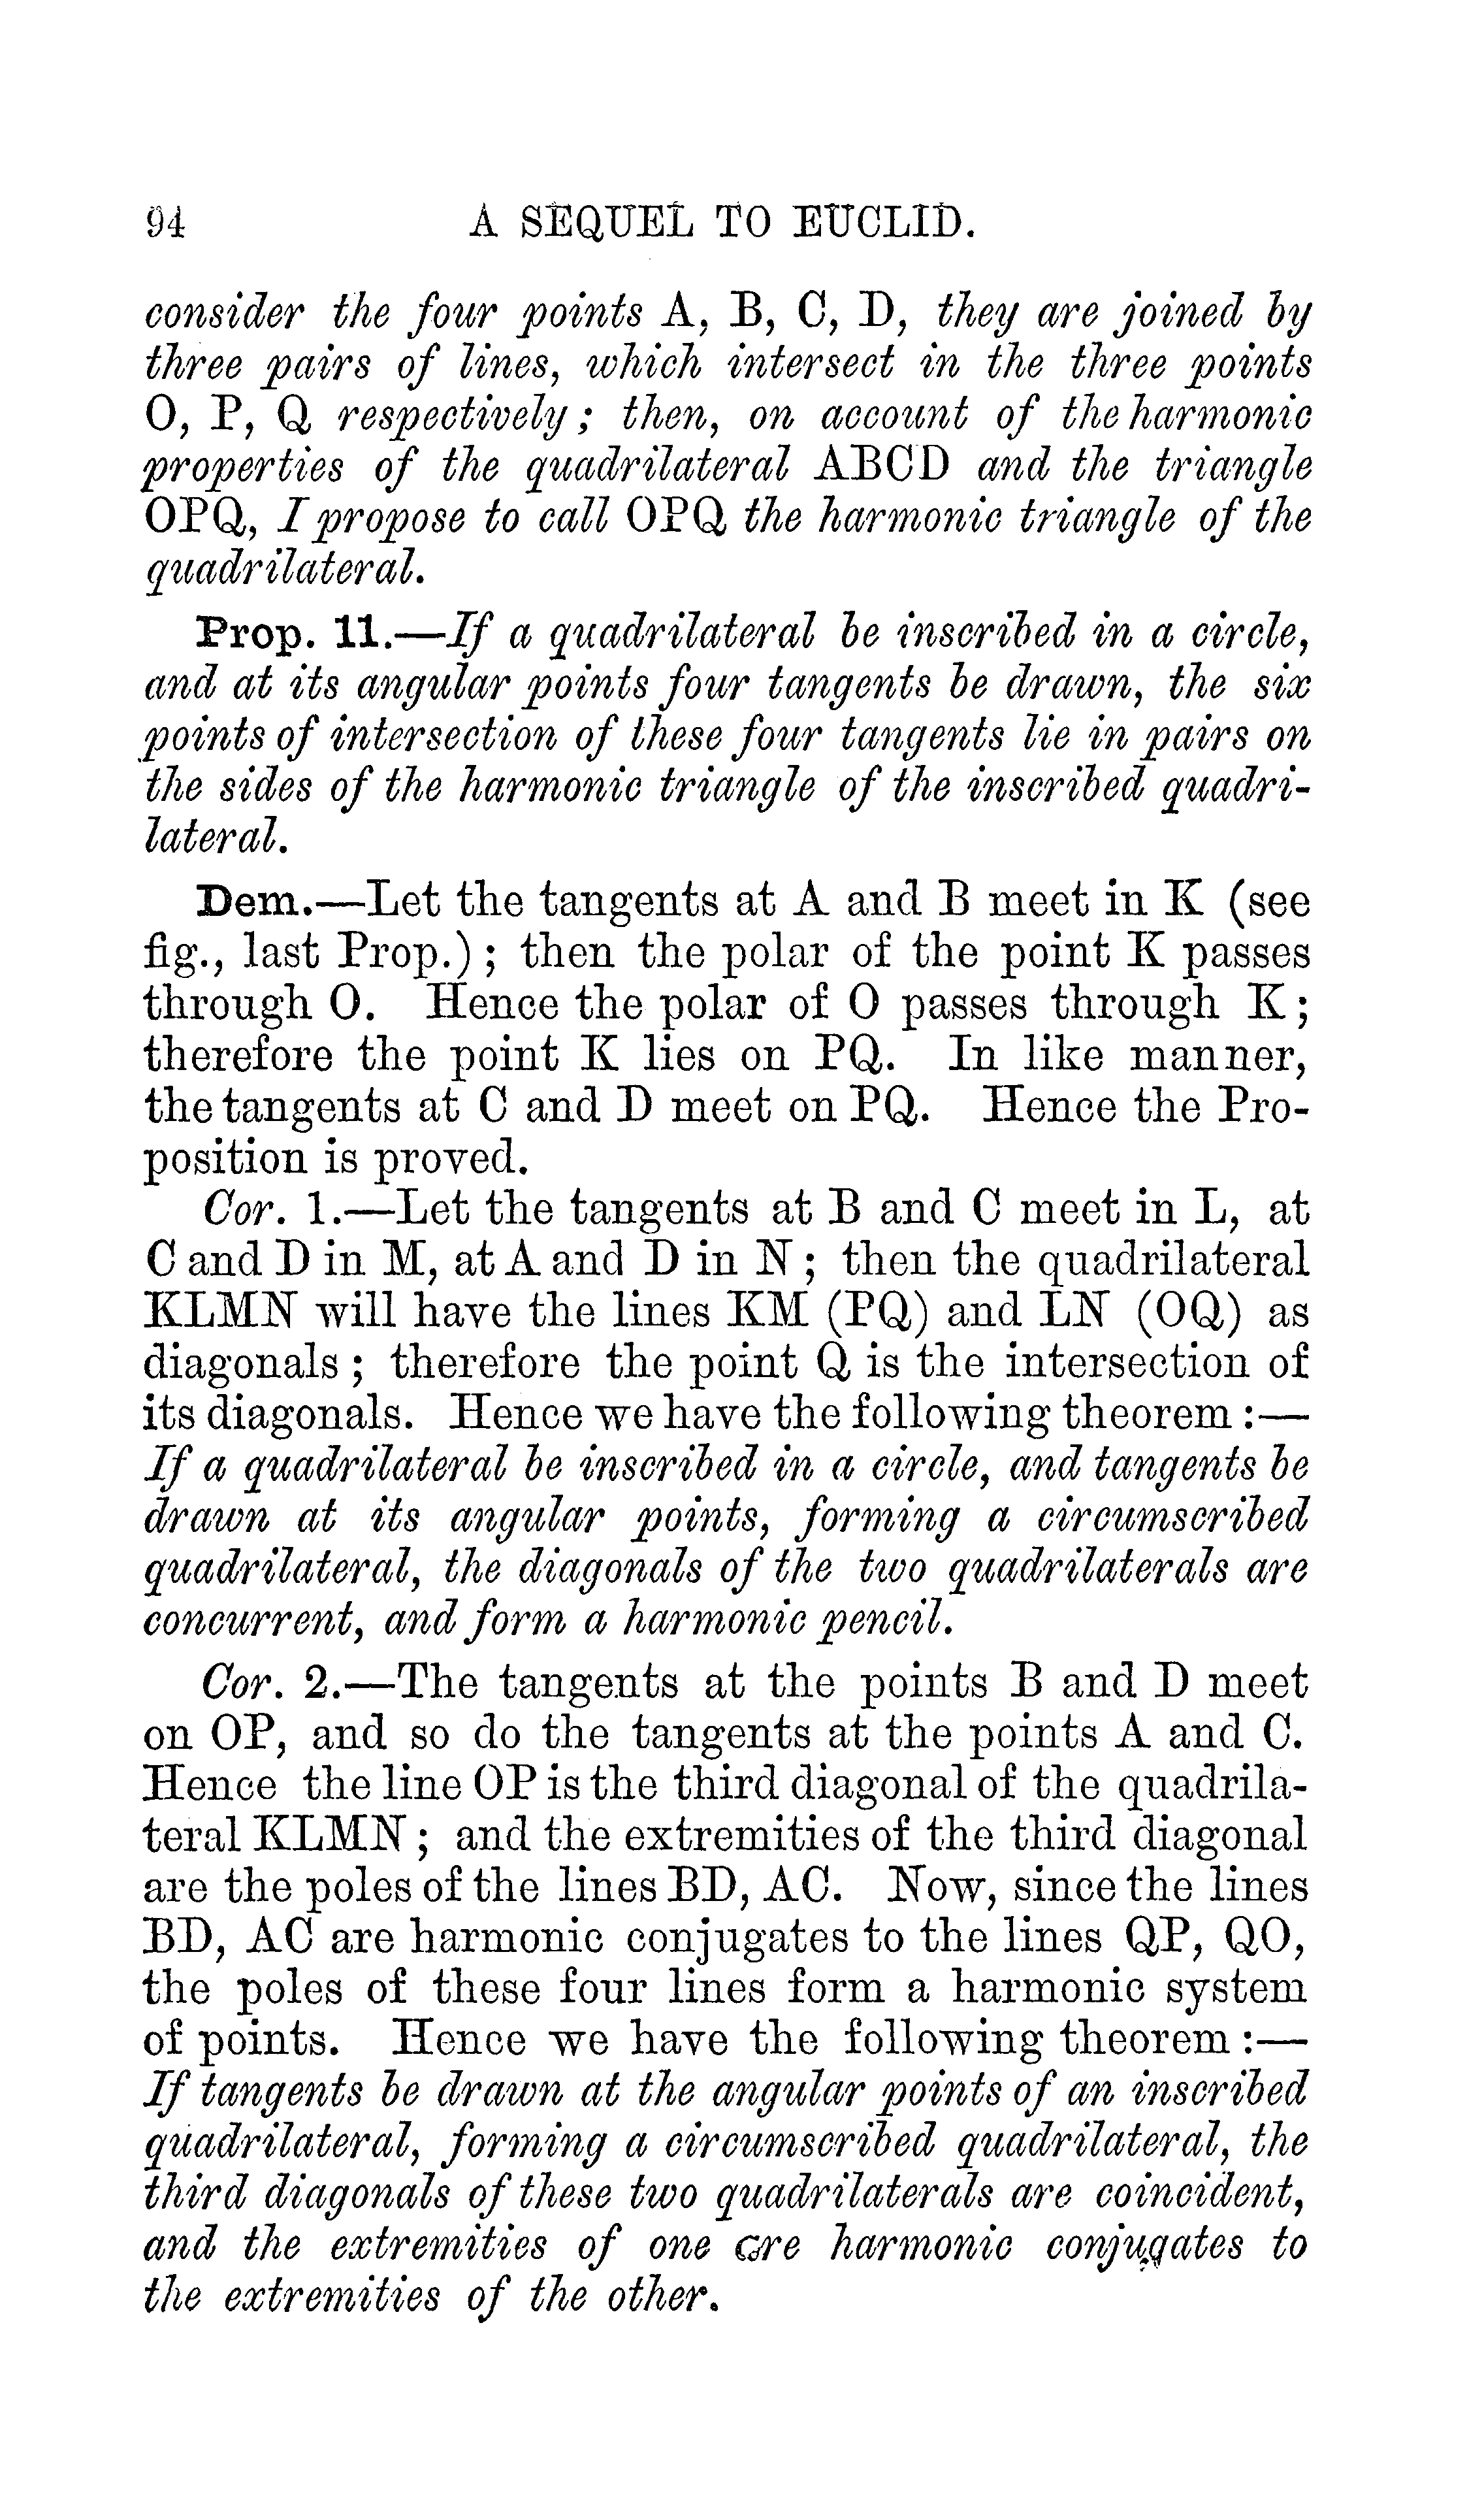 94 A SEQUEL TO EUCLID.
consider the four points A, B, C, D, they are joined by
three pairs of lines, which intersect in the three points
O, P, Q respectively; then, on account of the harmonic
properties of the quadrilateral ABCD and the triangle
OPQ, I propose to call OPQ the harmonic triangle of the
quadrilateral.
Prop. 11.—If a quadrilateral be inscribed in a circle,
and at its angular points four tangents be drawn, the six
points of intersection of these four tangents lie in pairs on
the sides of the harmonic triangle of the inscribed quadri-
lateral.
Dem.—Let the tangents at A and B meet in K (see
fig., last Prop.); then the polar of the point K passes
through O. Hence the polar of O passes through K;
therefore the point K lies on PQ. In like manner,
the tangents at C and D meet on PQ. Hence the Pro-
position is proved.
Cor. 1.—Let the tangents at B and C meet in L, at
C and D in M, at A and D in N; then the quadrilateral
KLMN will have the lines KM (PQ) and LN (OQ) as
diagonals; therefore the point Q is the intersection of
its diagonals. Hence we have the following theorem:—
If a quadrilateral be inscribed in a circle, and tangents be
drawn at its angular points, forming a circumscribed
quadrilateral, the diagonals of the two quadrilaterals are
concurrent, and form a harmonic pencil.
Cor. 2.—The tangents at the points B and D meet
on OP, and so do the tangents at the points A and C.
Hence the line OP is the third diagonal of the quadrila-
teral KLMN; and the extremities of the third diagonal
are the poles of the lines BD, AC. Now, since the lines
BD, AC are harmonic conjugates to the lines QP, QO,
the poles of these four lines form a harmonic system
of points. Hence we have the following theorem:—
If tangents be drawn at the angular points of an inscribed
quadrilateral, forming a circumscribed quadrilateral, the
third diagonals of these two quadrilaterals are coincident,
and the extremities of one are harmonic conjugates to
the extremities of the other.